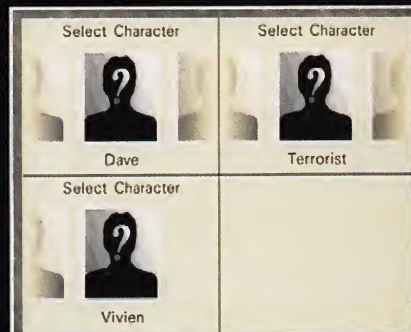 Select Character
Select Character
?
?
Dave
Terrorist
Select Character
?
Vivien